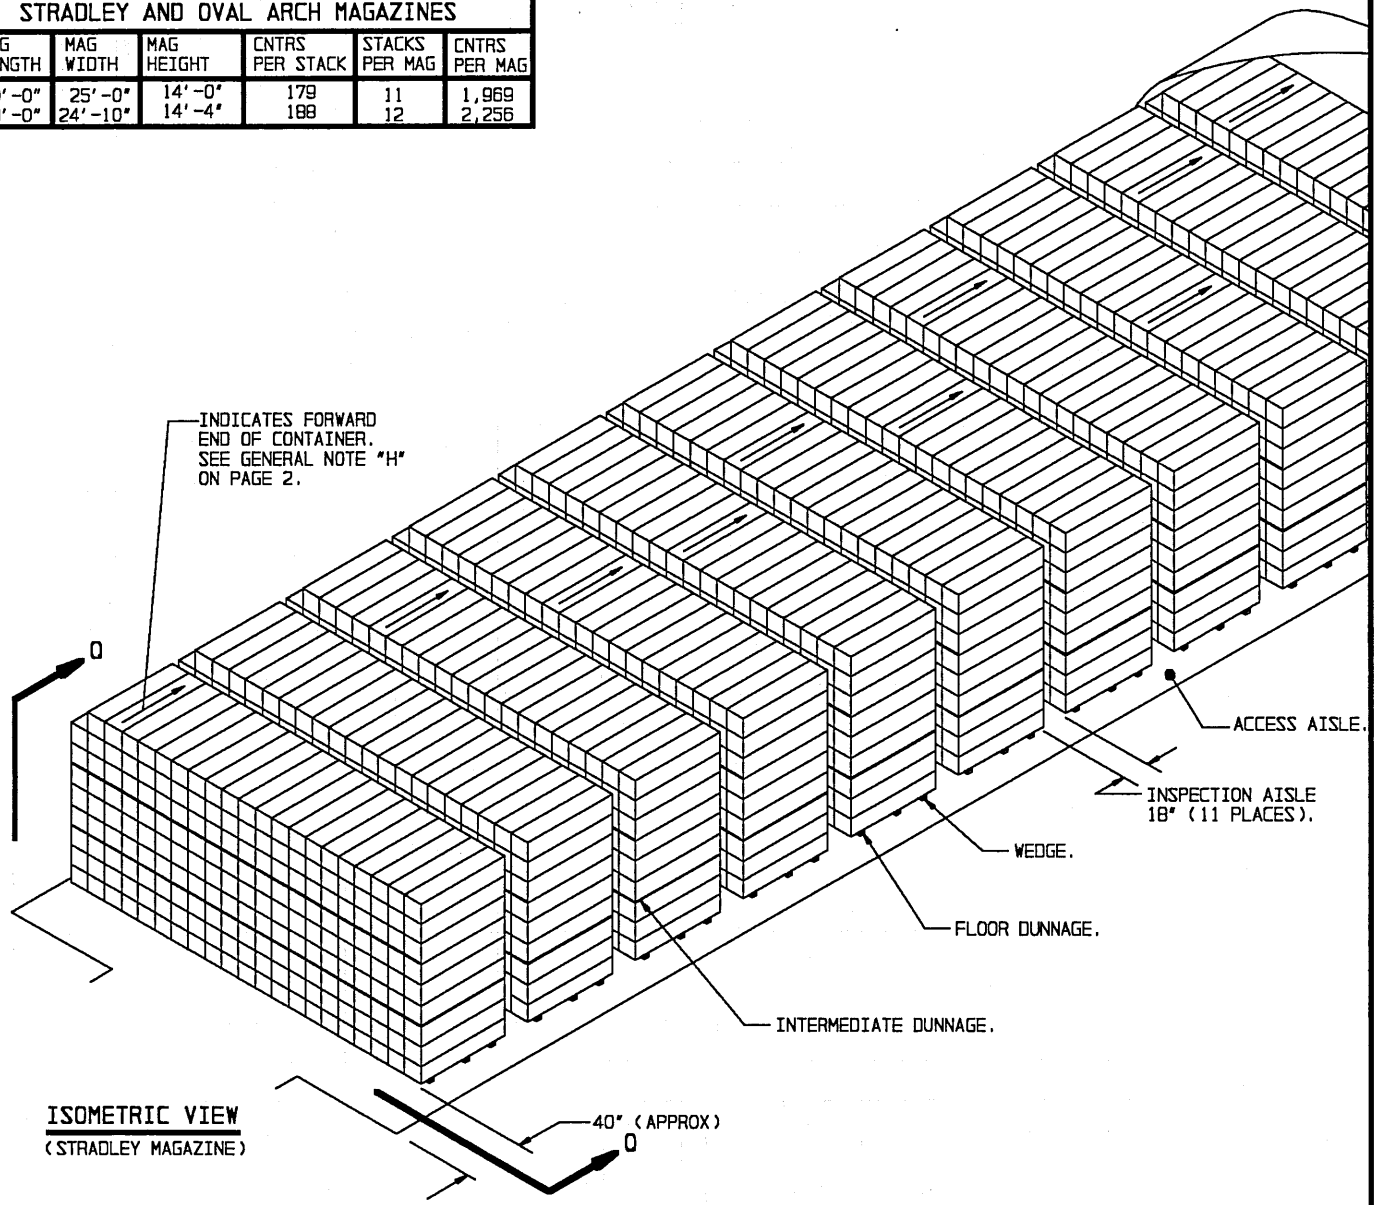 STRADLEY AND OVAL ARCH MAGAZINES
G NGTH MAG WIDTH MAG HEIGHT CNTRS PER STACK STACKS PER MAG CNTRS PER MAG
'-0" 25'-0" 14'-0" 179 11 1,969
'-0" 24'-10" 14'-4" 188 12 2,256
INDICATES FORWARD
END OF CONTAINER.
SEE GENERAL NOTE "H"
ON PAGE 2.
Q
ACCESS AISLE.
INSPECTION AISLE
18" (11 PLACES).
WEDGE.
FLOOR DUNNAGE.
INTERMEDIATE DUNNAGE.
ISOMETRIC VIEW
(STRADLEY MAGAZINE)
40" (APPROX)
Q